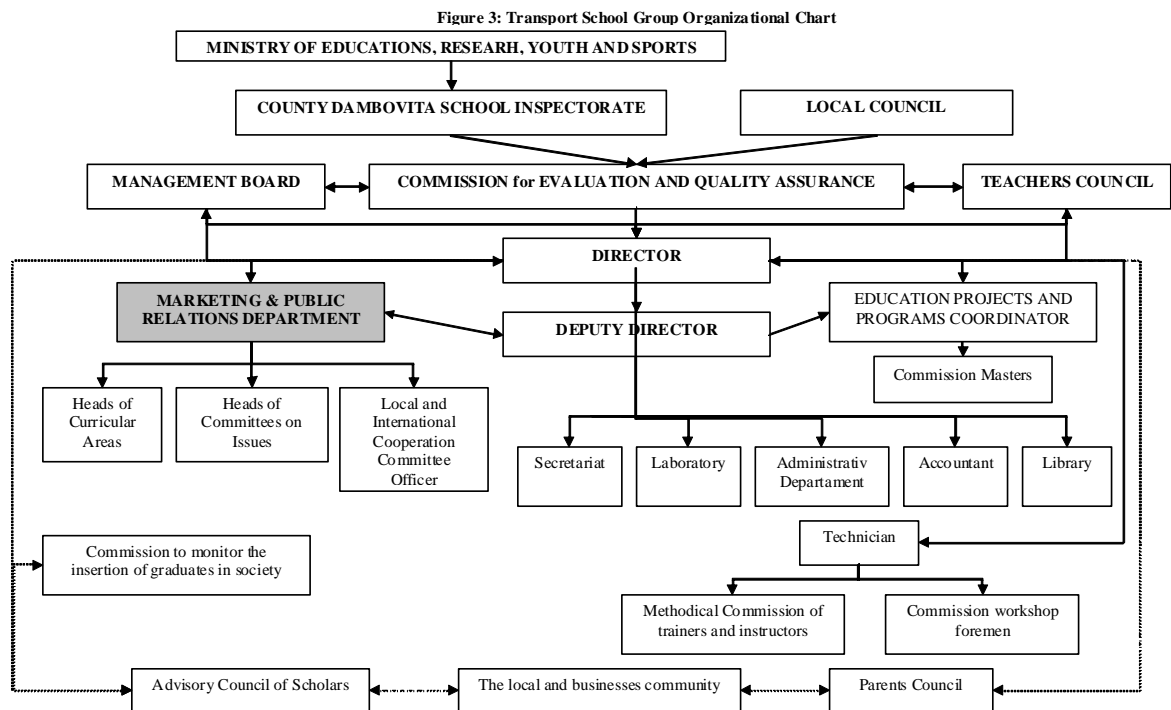 Figure 3: Transport School Group Organizational Chart
MINISTRY OF EDUCATIONS, RESEARH, YOUTH AND SPORTS
COUNTY DAMBOVITA SCHOOL INSPECTORATE
LOCAL COUNCIL
MANAGEMENT BOARD
COMMISSION for EVALUATION AND QUALITY ASSURANCE
TEACHERS COUNCIL
DIRECTOR
MARKETING & PUBLIC
RELATIONS DEPARTMENT
DEPUTY DIRECTOR
EDUCATION PROJECTS AND
PROGRAMS COORDINATOR
Commission Masters
Heads of
Curricular
Areas
Heads of
Committees on
Issues
Local and
International
Cooperation
Committee
Officer
Secretariat
Laboratory
Administrativ
Departament
Accountant
Library
Technician
Commission to monitor the
insertion of graduates in society
Methodical Commission of
trainers and instructors
Commission workshop
foremen
Advisory Council of Scholars
The local and businesses community
Parents Council